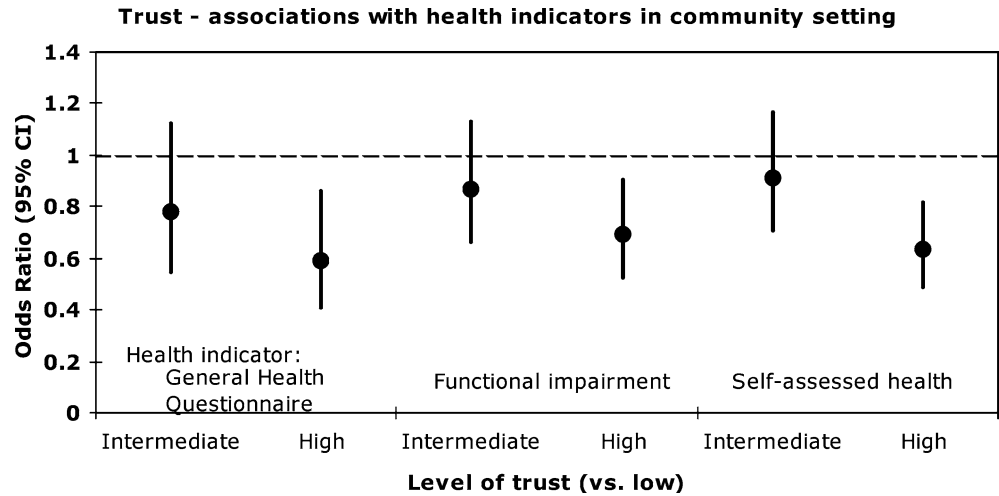 Trust - associations with health indicators in community setting
Odds Ratio (95% CI)
1.4
1.2
1
0.8
0.6
0.4
0.2
0
Health indicator:
General Health
Questionnaire
Functional impairment
Self-assessed health
Intermediate
High
Intermediate
High
Intermediate
High
Level of trust (vs. low)